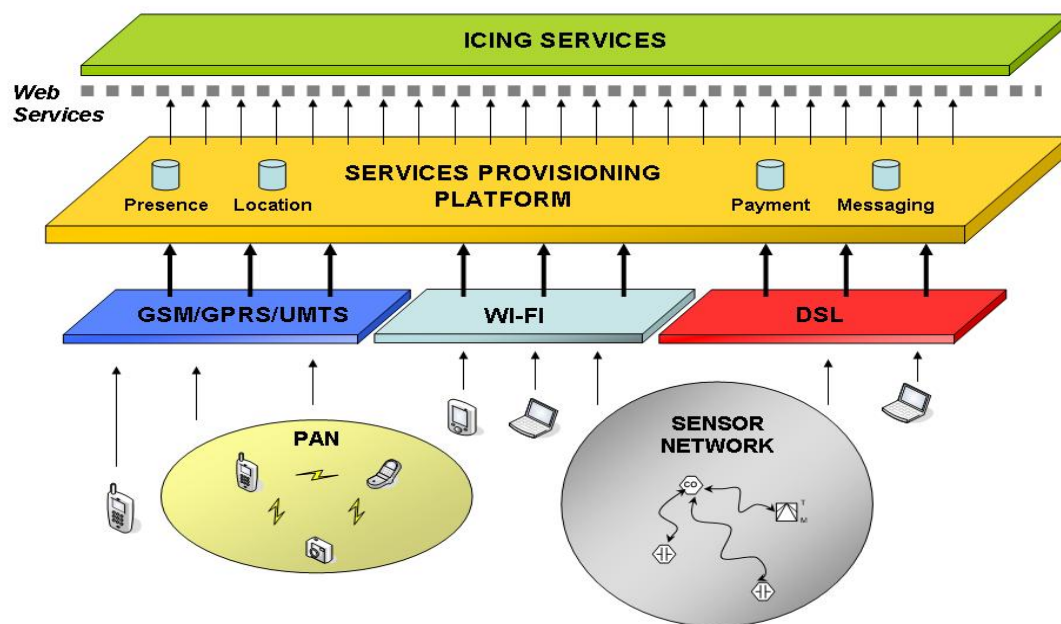 ICING SERVICES
Web
Services
SERVICES PROVISIONING
PLATFORM
Presence
Location
Payment
Messaging
GSM/GPRS/UMTS
WI-FI
DSL
PAN
SENSOR
NETWORK
CO
T
M